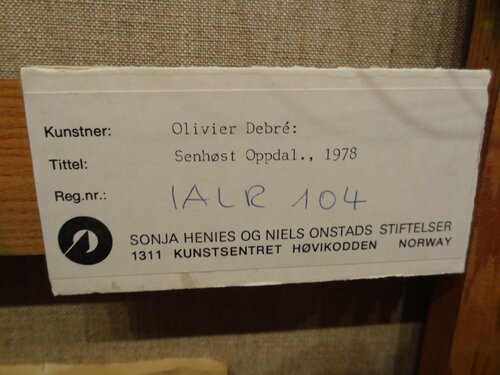 Kunstner: Olivier Debré:
Tittel: Senhøst Oppdal., 1978
Reg.nr.: IALR 104
SONJA HENIES OG NIELS ONSTADS STIFTELSER
1311 KUNSTSENTRET HØVIKODDEN NORWAY